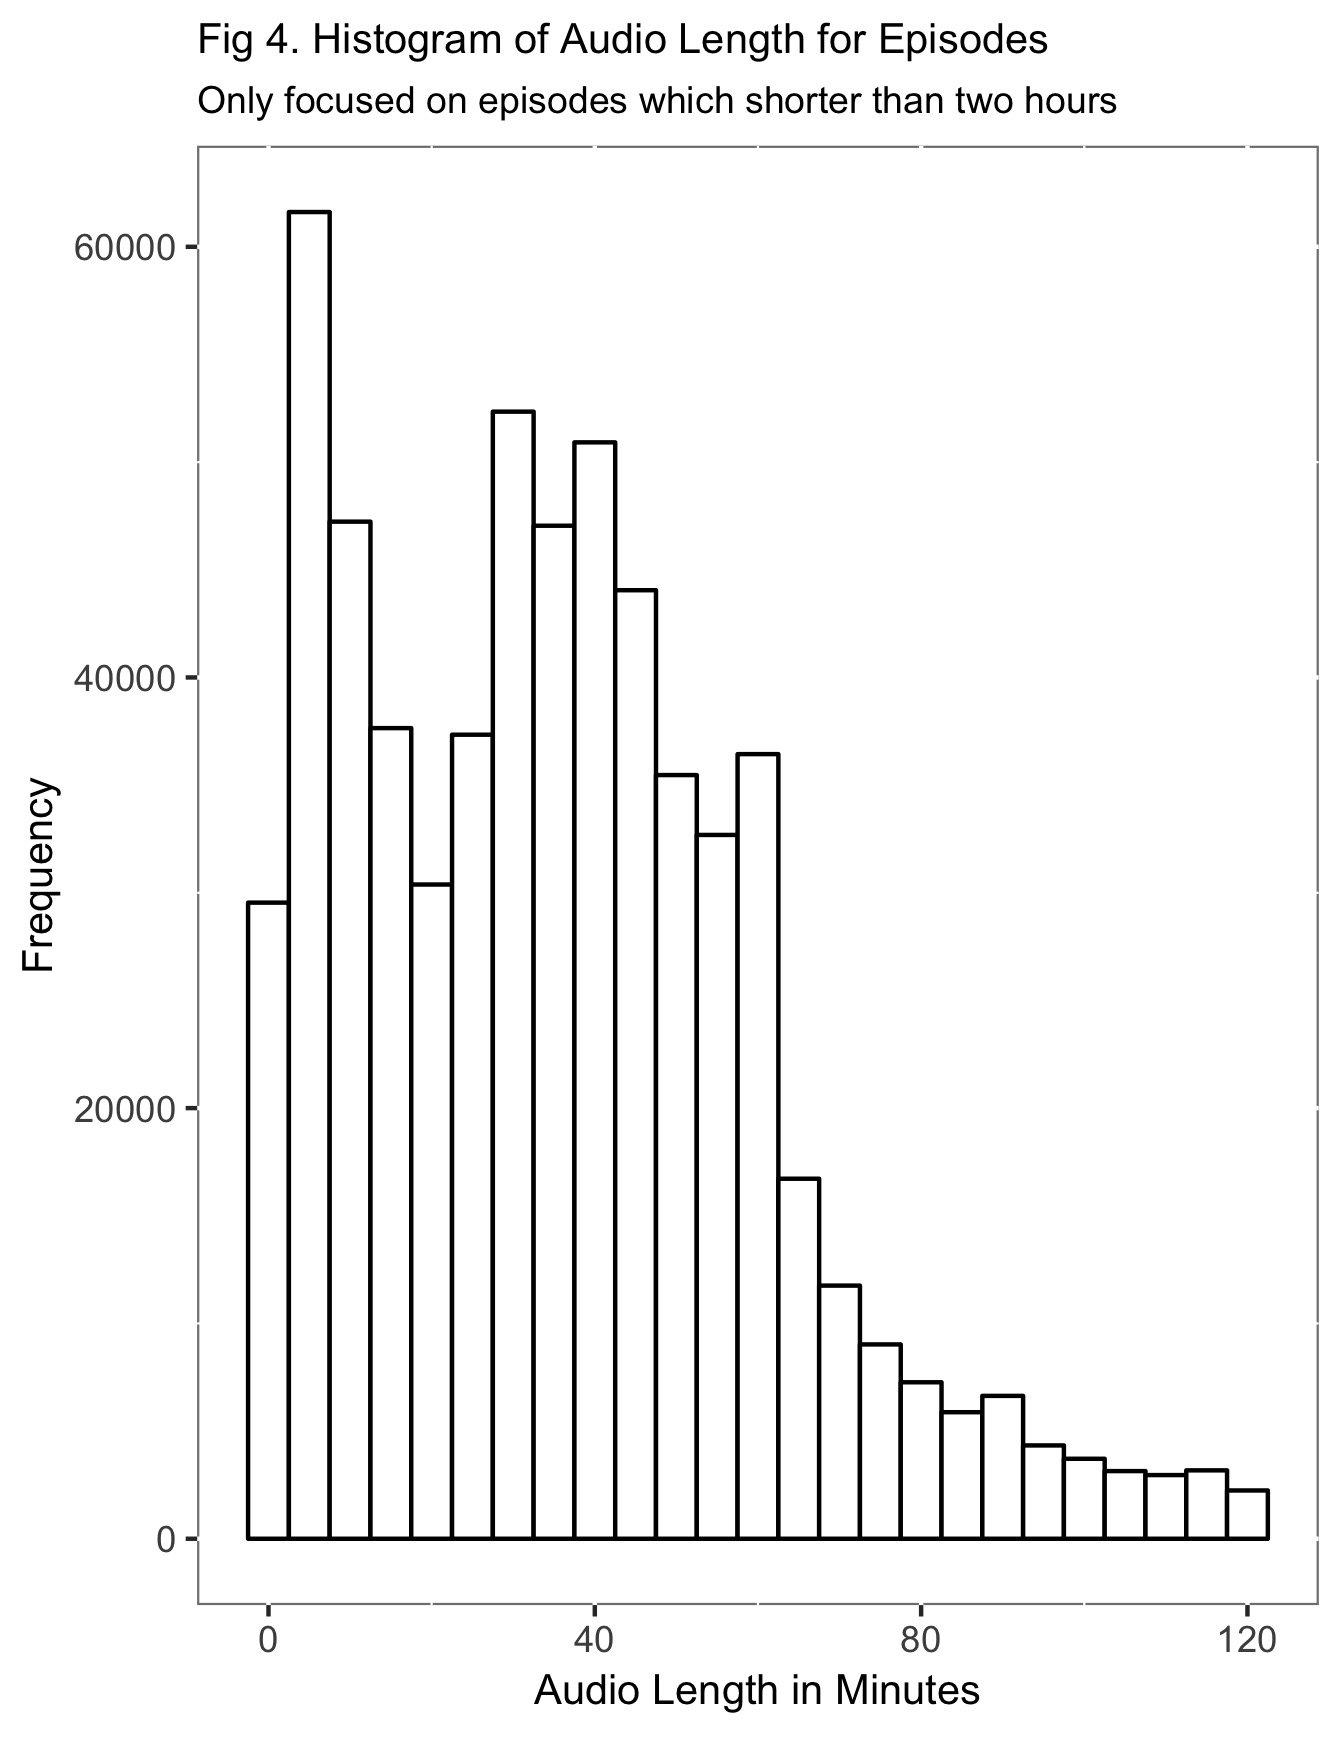 Fig 4. Histogram of Audio Length for Episodes
Only focused on episodes which shorter than two hours
60000
40000
20000
0
Frequency
0 40 80 120
Audio Length in Minutes